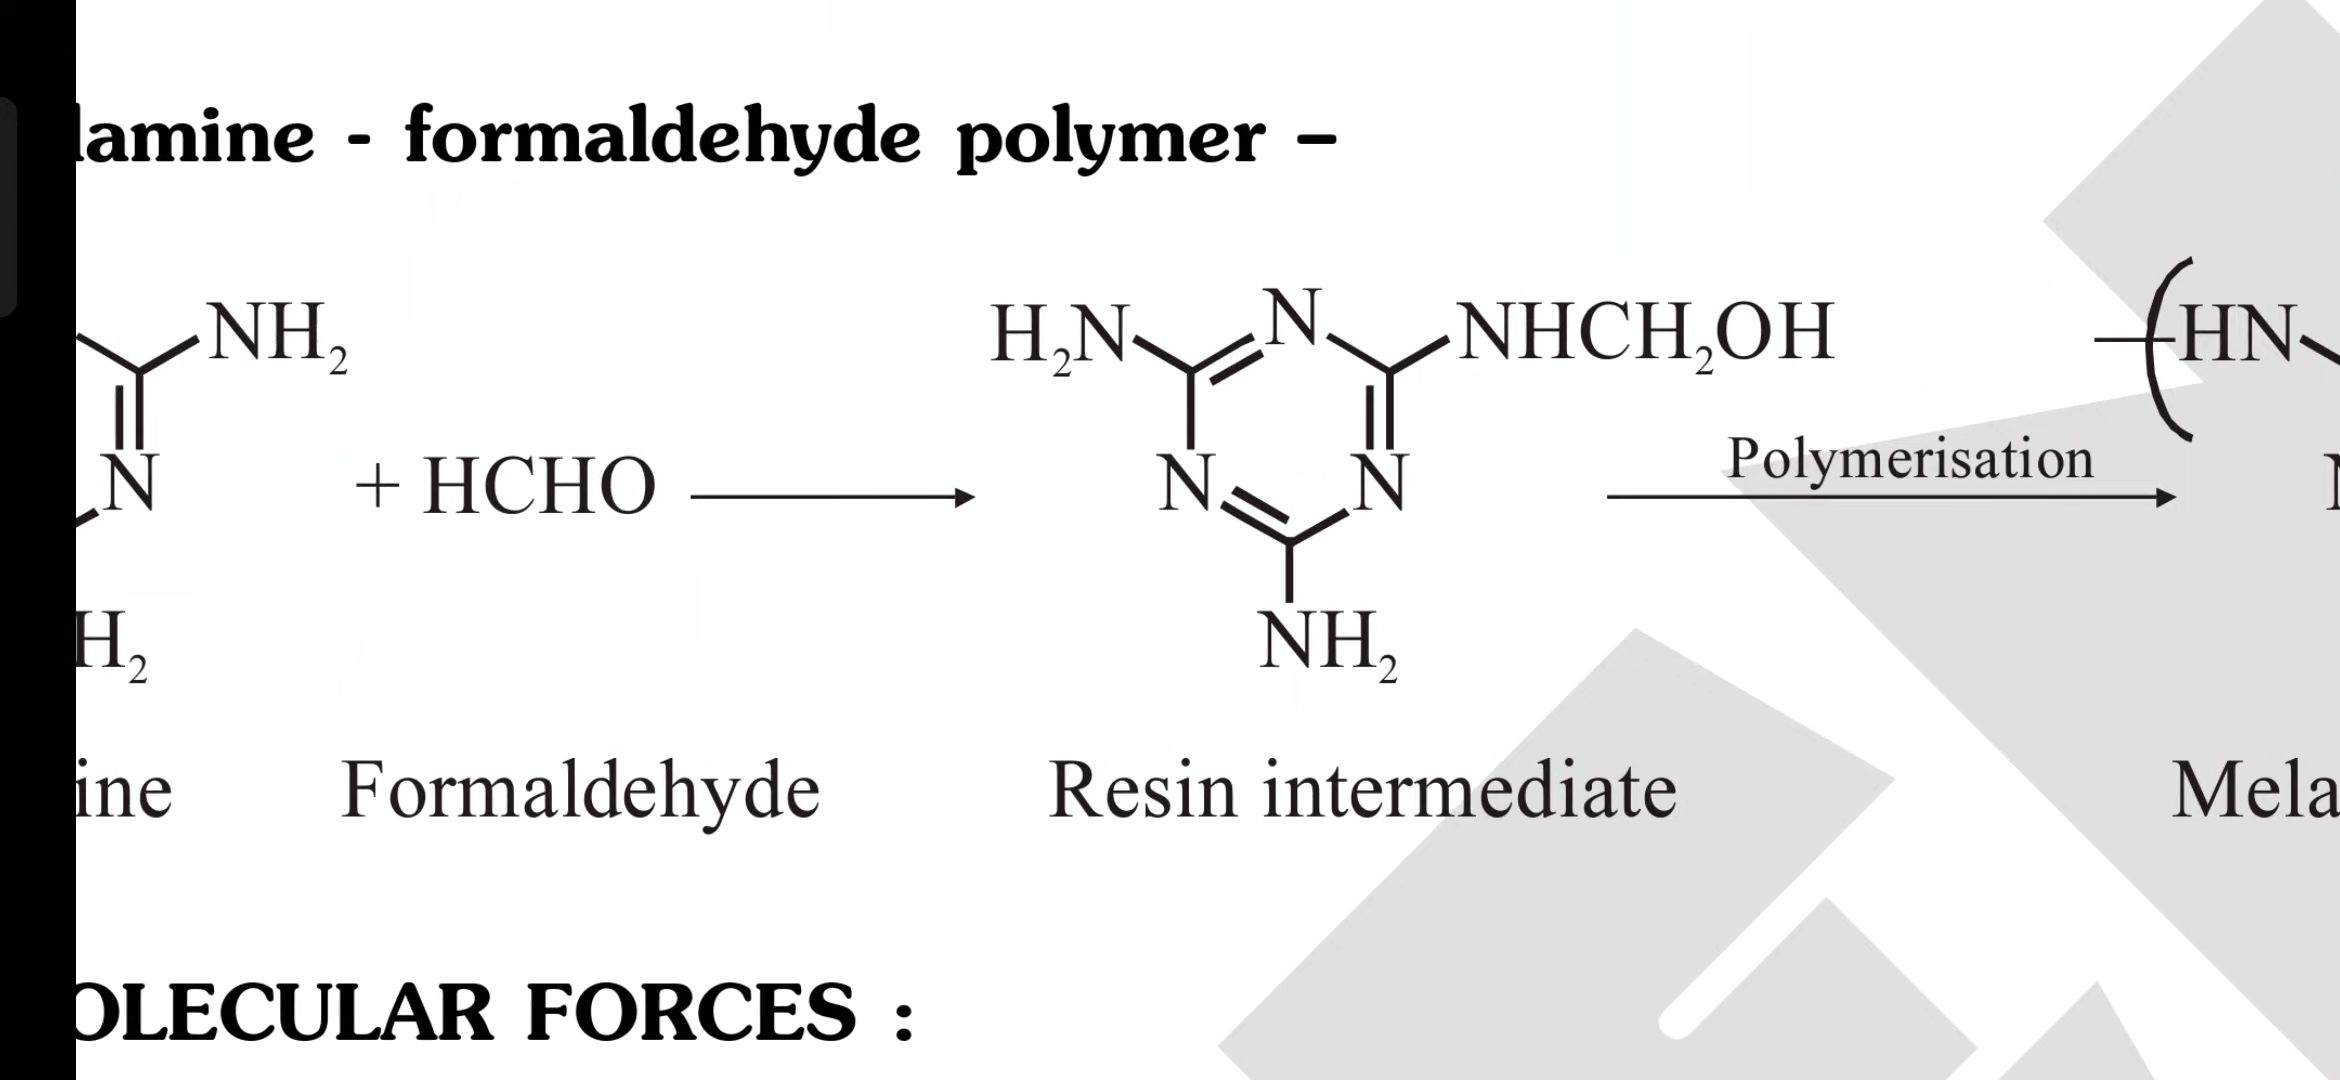 lamine - formaldehyde polymer –
NH₂ H₂N N NHCH₂OH HN
N + HCHO N N Polymerisation
H₂ NH₂
ine Formaldehyde Resin intermediate Mela
OLECULAR FORCES :